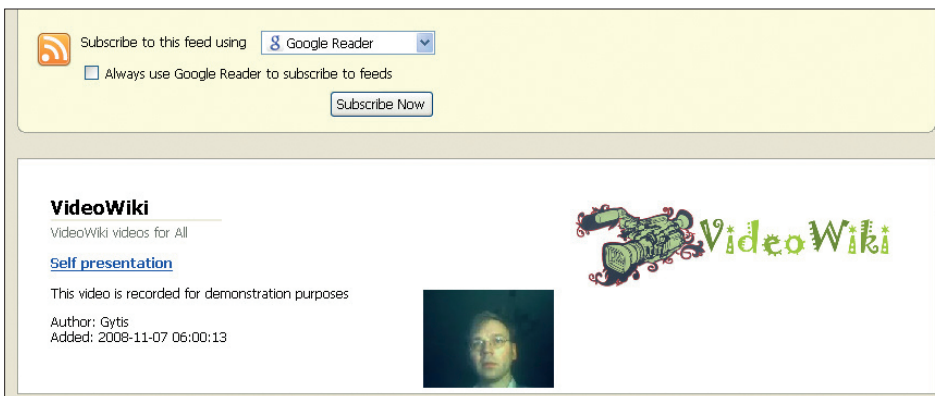 Subscribe to this feed using
Google Reader
Always use Google Reader to subscribe to feeds
Subscribe Now
VideoWiki
VideoWiki
VideoWiki videos for All
Self presentation
This video is recorded for demonstration purposes
Author: Gytis
Added: 2008-11-07 06:00:13